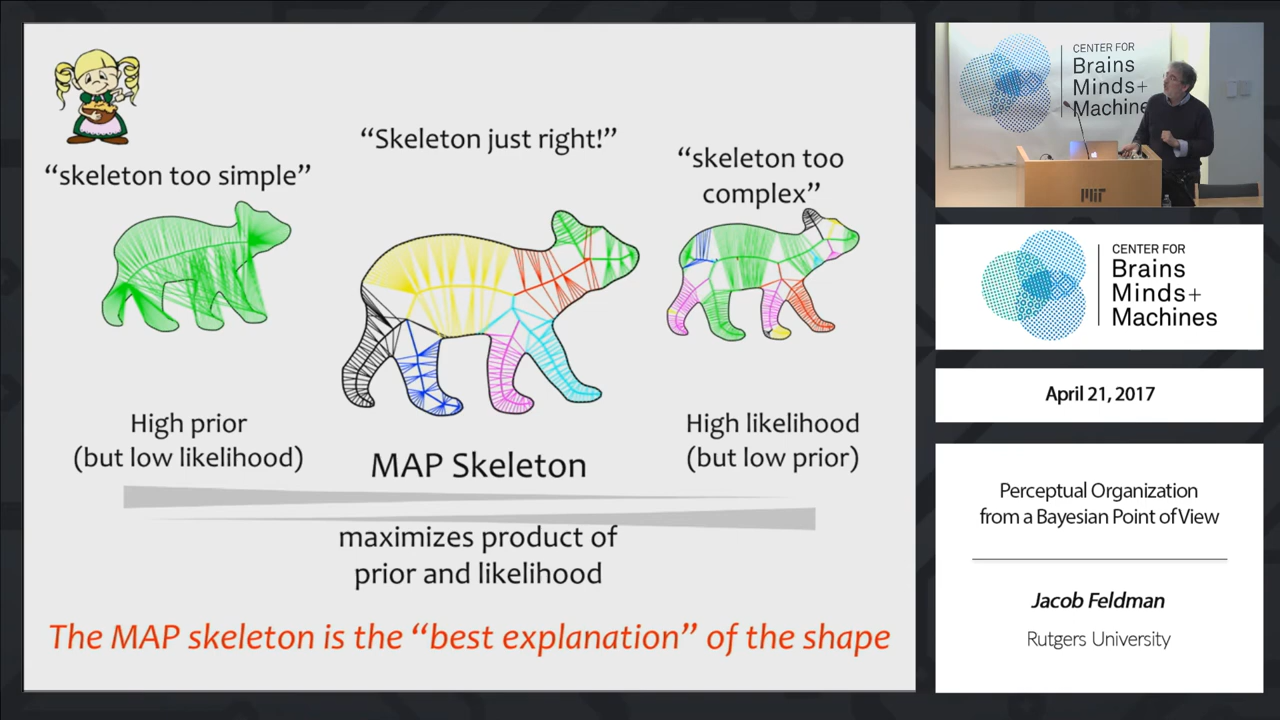 “Skeleton just right!”
“skeleton too simple”
“skeleton too
complex”
High prior
(but low likelihood)
MAP Skeleton
High likelihood
(but low prior)
maximizes product of
prior and likelihood
The MAP skeleton is the “best explanation” of the shape
CENTER FOR
Brains
Minds+
Machine
MIT
CENTER FOR
Brains
Minds+
Machines
April 21, 2017
Perceptual Organization
from a Bayesian Point of View
Jacob Feldman
Rutgers University